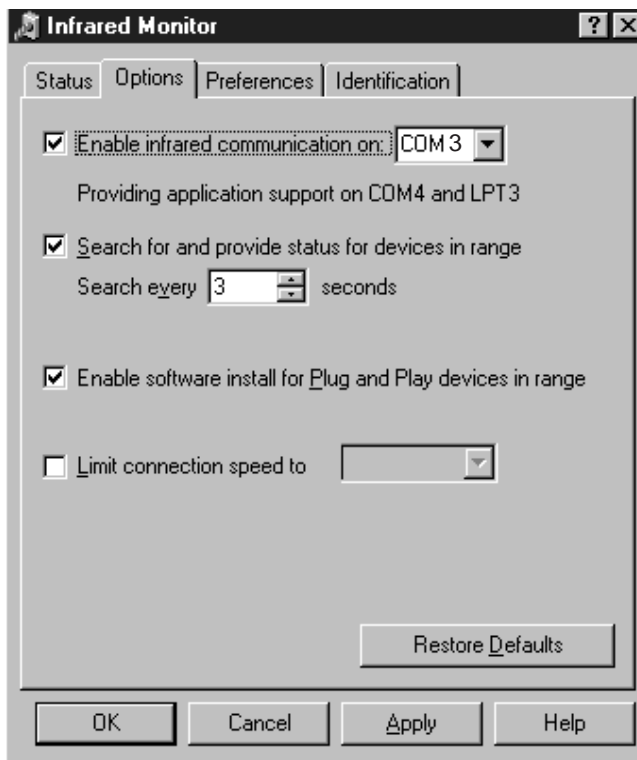 Infrared Monitor
Status Options Preferences Identification
Enable infrared communication on: COM 3
Providing application support on COM4 and LPT3
Search for and provide status for devices in range
Search every 3 seconds
Enable software install for Plug and Play devices in range
Limit connection speed to
Restore Defaults
OK Cancel Apply Help